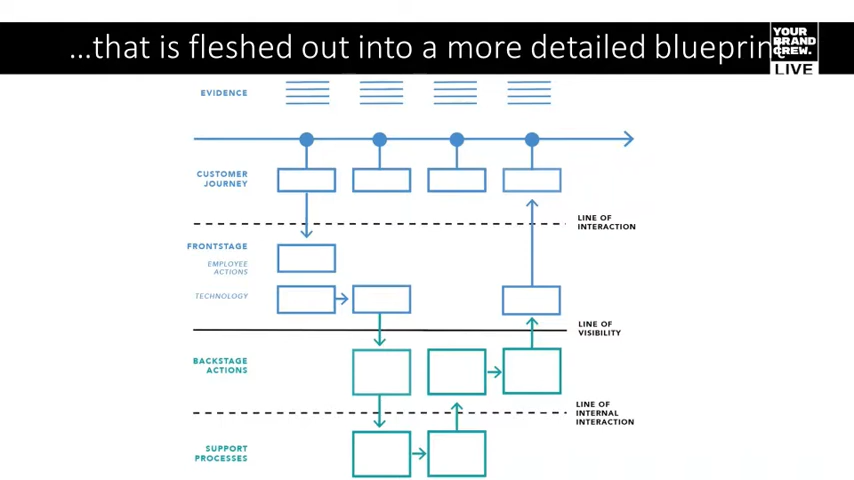 ...that is fleshed out into a more detailed blueprint
YOUR
BRAND
CREW.
LIVE
EVIDENCE
CUSTOMER
JOURNEY
LINE OF
INTERACTION
FRONTSTAGE
EMPLOYEE
ACTIONS
TECHNOLOGY
LINE OF
VISIBILITY
BACKSTAGE
ACTIONS
LINE OF
INTERNAL
INTERACTION
SUPPORT
PROCESSES